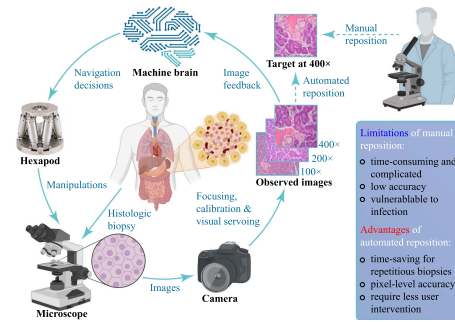 Manual
reposition
Target at 400×
Machine brain
Navigation
decisions
Image
feedback
Automated
reposition
Hexapod
400×
200×
100×
Observed images
Manipulations
Histologic
biopsy
Focusing,
calibration &
visual servoing
Microscope
Images
Camera
Limitations of manual
reposition:
time-consuming and
complicated
low accuracy
vulnerablable to
infection
Advantages of
automated reposition:
time-saving for
repetitious biopsies
pixel-level accuracy
require less user
intervention